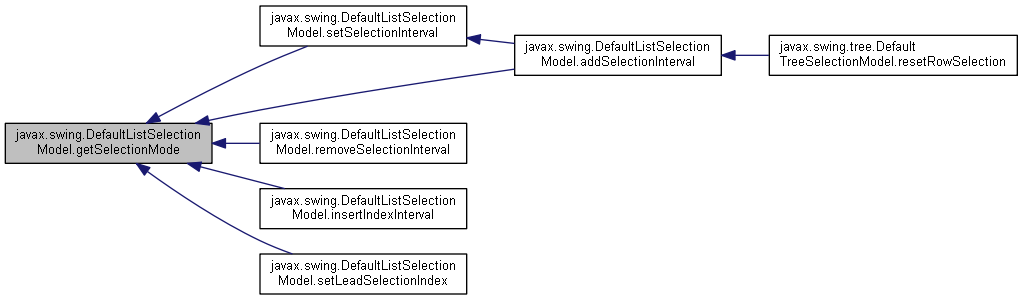 javax.swing.DefaultListSelection
Model.setSelectionInterval
javax.swing.DefaultListSelection
Model.addSelectionInterval
javax.swing.tree.Default
TreeSelectionModel.resetRowSelection
javax.swing.DefaultListSelection
Model.getSelectionMode
javax.swing.DefaultListSelection
Model.removeSelectionInterval
javax.swing.DefaultListSelection
Model.insertIndexInterval
javax.swing.DefaultListSelection
Model.setLeadSelectionIndex